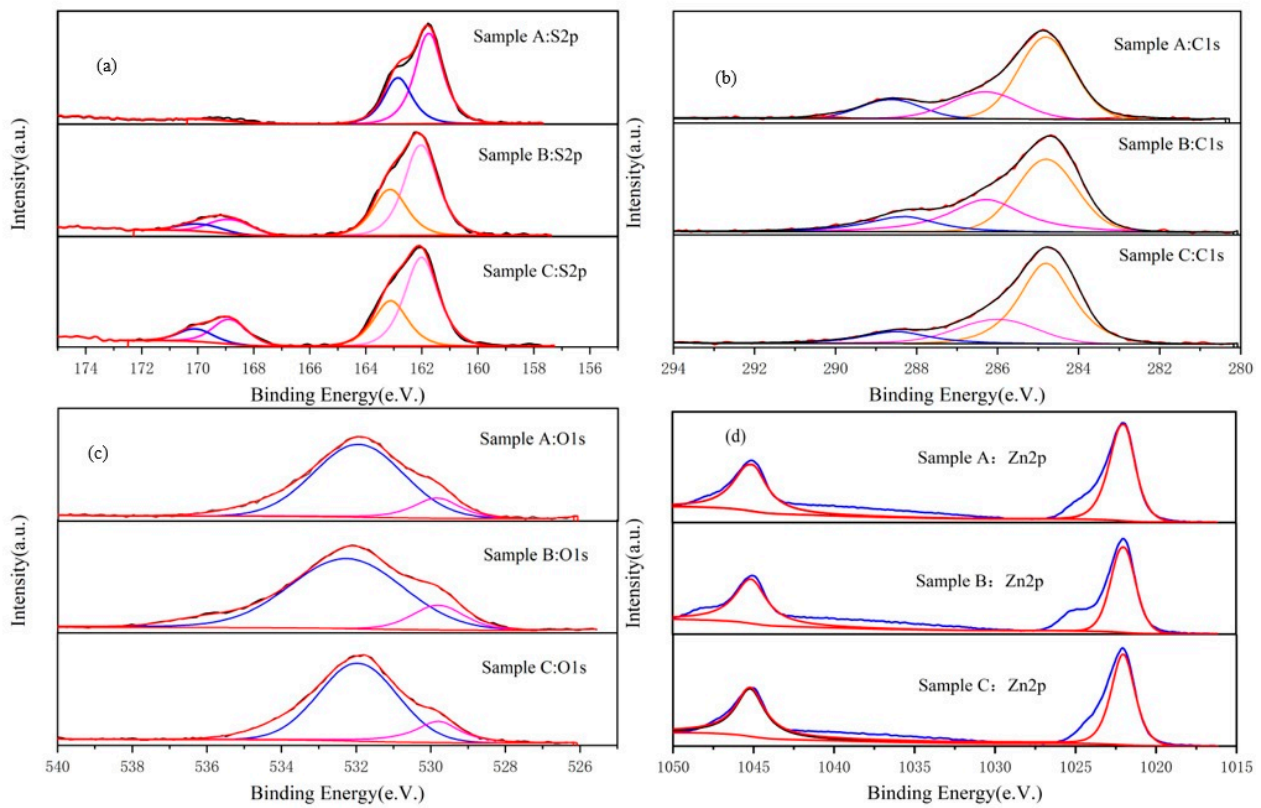 (a)
Sample A:S2p
Sample B:S2p
Sample C:S2p
Intensity(a.u.)
174 172 170 168 166 164 162 160 158 156
Binding Energy(e.V.)
(b)
Sample A:C1s
Sample B:C1s
Sample C:C1s
Intensity(a.u.)
294 292 290 288 286 284 282 280
Binding Energy(e.V.)
(c)
Sample A:O1s
Sample B:O1s
Sample C:O1s
Intensity(a.u.)
540 538 536 534 532 530 528 526
Binding Energy(e.V.)
(d)
Sample A: Zn2p
Sample B: Zn2p
Sample C: Zn2p
Intensity(a.u.)
1050 1045 1040 1035 1030 1025 1020 1015
Binding Energy(e.V.)